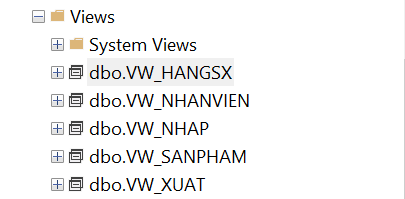 Views
System Views
dbo.VW_HANGSX
dbo.VW_NHANVIEN
dbo.VW_NHAP
dbo.VW_SANPHAM
dbo.VW_XUAT